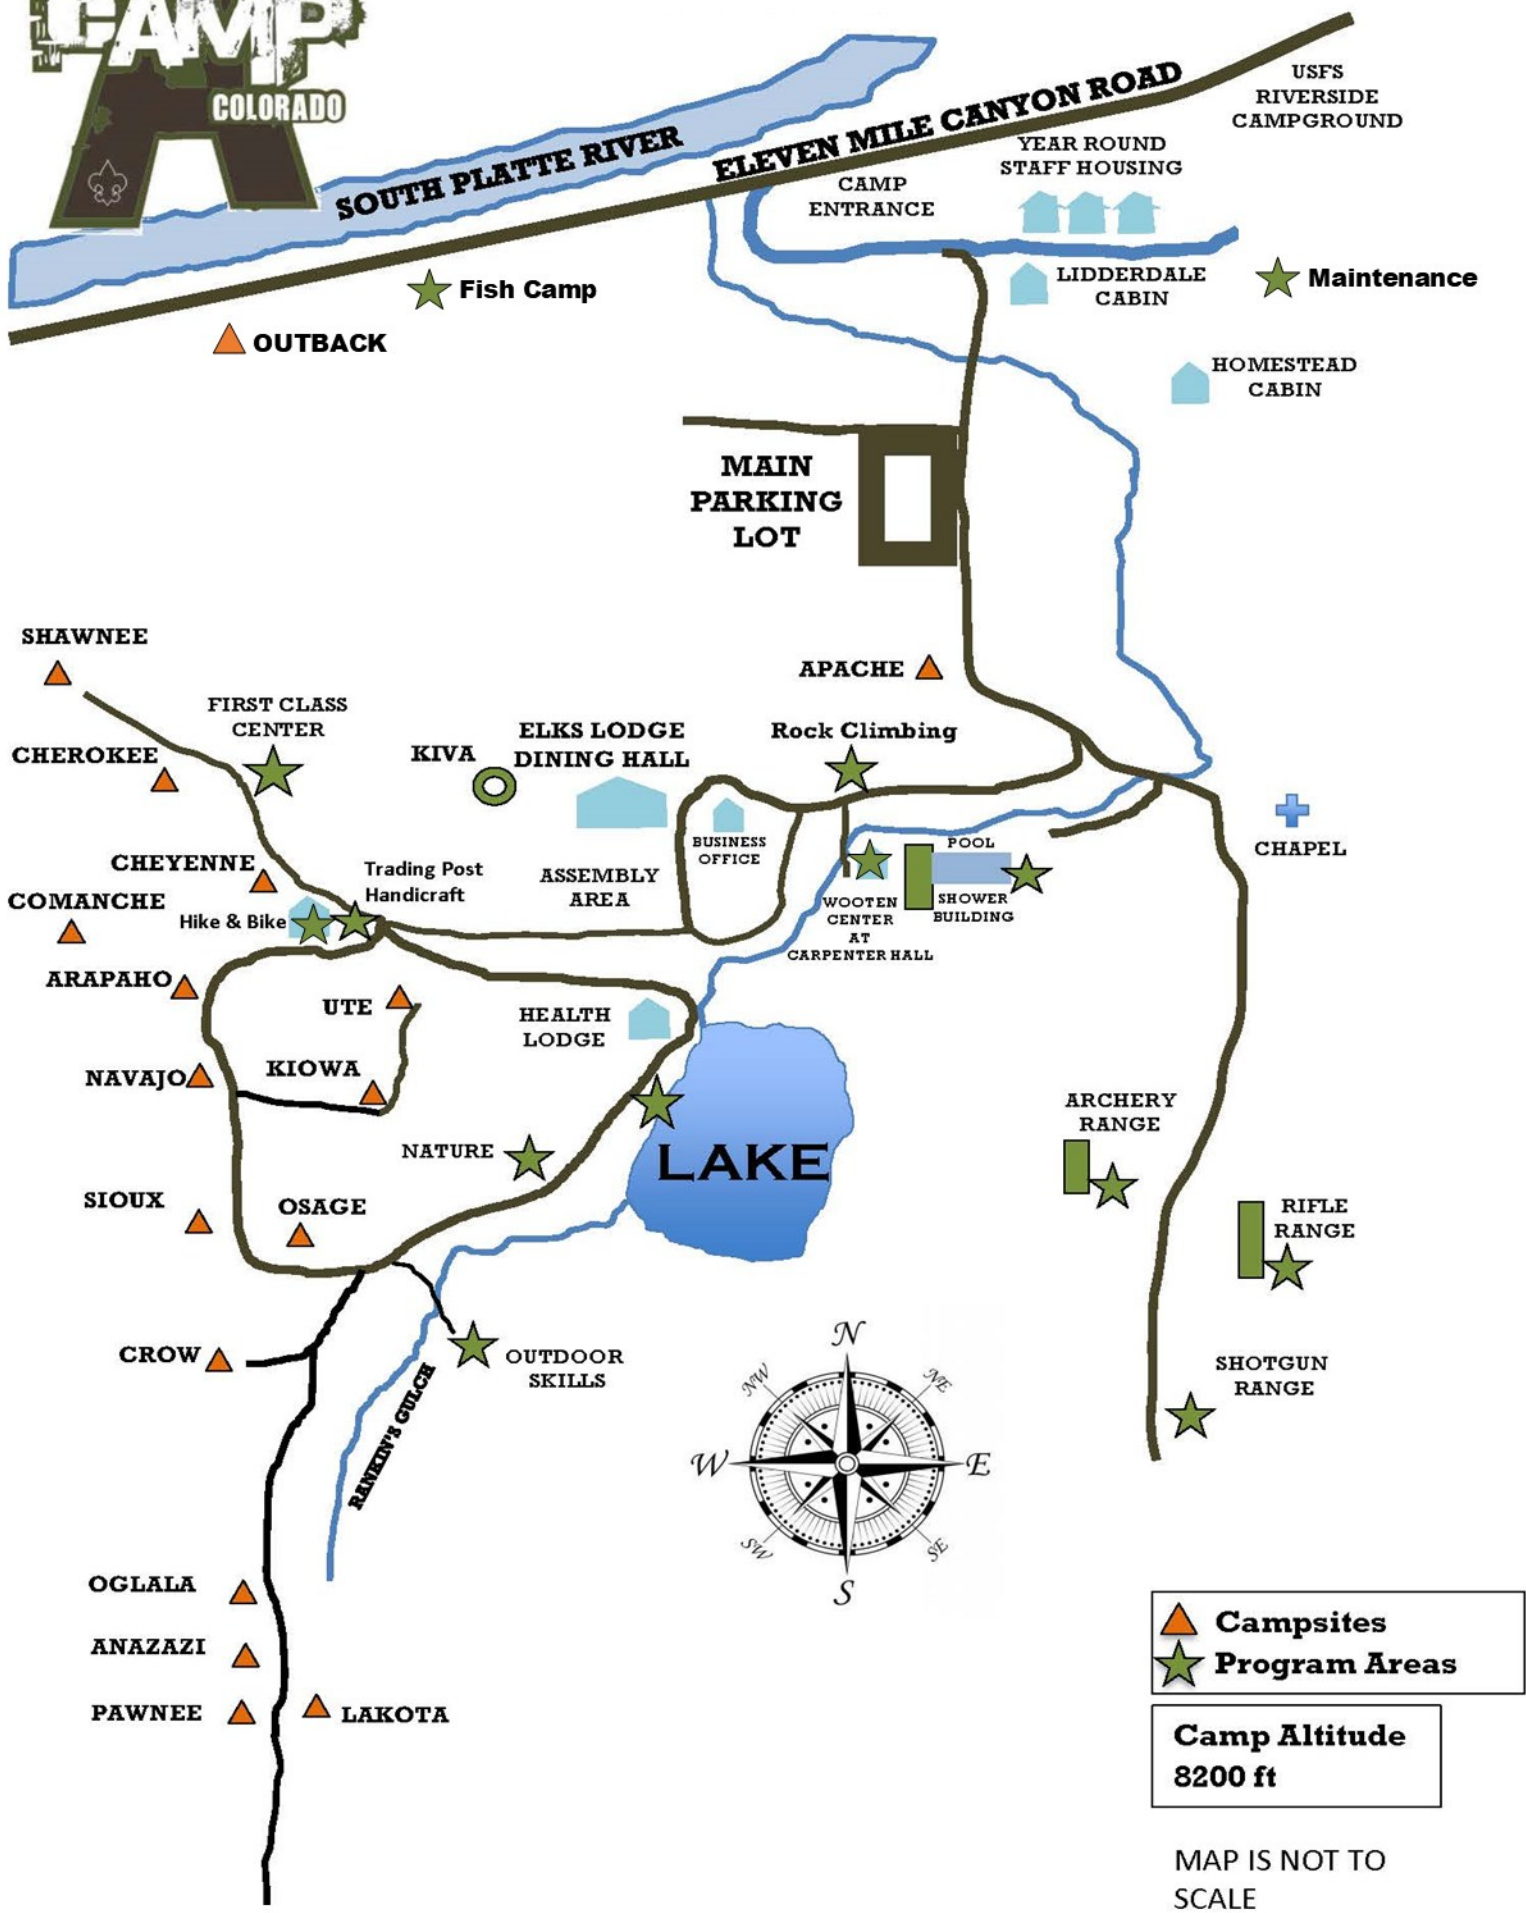 CAMP
COLORADO
SOUTH PLATTE RIVER
ELEVEN MILE CANYON ROAD
USFS
RIVERSIDE
CAMPGROUND
YEAR ROUND
STAFF HOUSING
CAMP
ENTRANCE
Fish Camp
OUTBACK
LIDDERDALE
CABIN
Maintenance
HOMESTEAD
CABIN
MAIN
PARKING
LOT
SHAWNEE
APACHE
FIRST CLASS
CENTER
CHEROKEE
KIVA
ELKS LODGE
DINING HALL
Rock Climbing
BUSINESS
OFFICE
POOL
CHAPEL
CHEYENNE
Trading Post
Handicraft
ASSEMBLY
AREA
COMANCHE
Hike & Bike
WOOTEN
CENTER
AT
CARPENTER HALL
SHOWER
BUILDING
ARAPAHO
UTE
HEALTH
LODGE
NAVAJO
KIOWA
ARCHERY
RANGE
NATURE
LAKE
SIOUX
OSAGE
RIFLE
RANGE
CROW
OUTDOOR
SKILLS
RANKIN'S GULCH
SHOTGUN
RANGE
N
NW
NE
W
E
SW
SE
S
OGLALA
ANAZAZI
PAWNEE
LAKOTA
Campsites
Program Areas
Camp Altitude
8200 ft
MAP IS NOT TO
SCALE